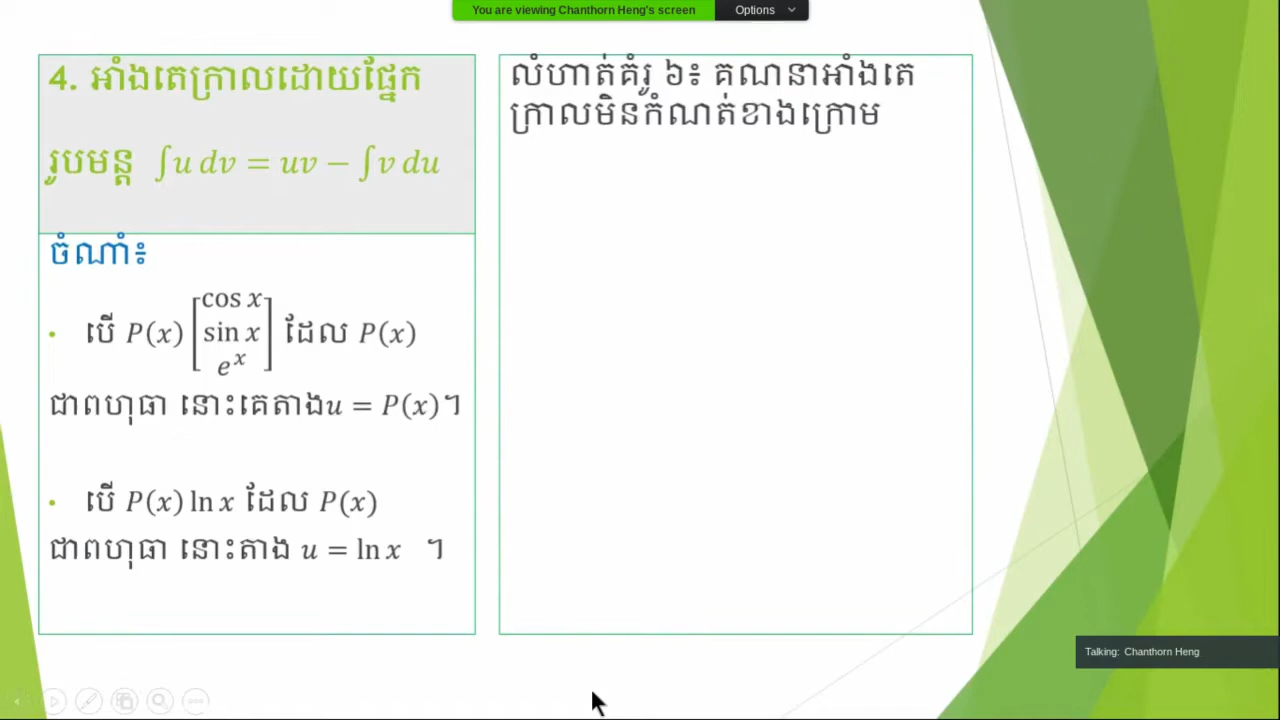 You are viewing Chanthorn Heng's screen
Options
4. អាំងតេក្រាលដោយផ្នែក
រូបមន្ត ∫u dv = uv − ∫v du
ចំណាំ៖
• បើ P(x) [cos x
sin x
e^x] ដែល P(x)
ជាពហុធា នោះគេតាងu = P(x)។
• បើ P(x) ln x ដែល P(x)
ជាពហុធា នោះតាង u = ln x ។
លំហាត់គំរូ ៦៖ គណនាអាំងតេ
ក្រាលមិនកំណត់ខាងក្រោម
Talking: Chanthorn Heng